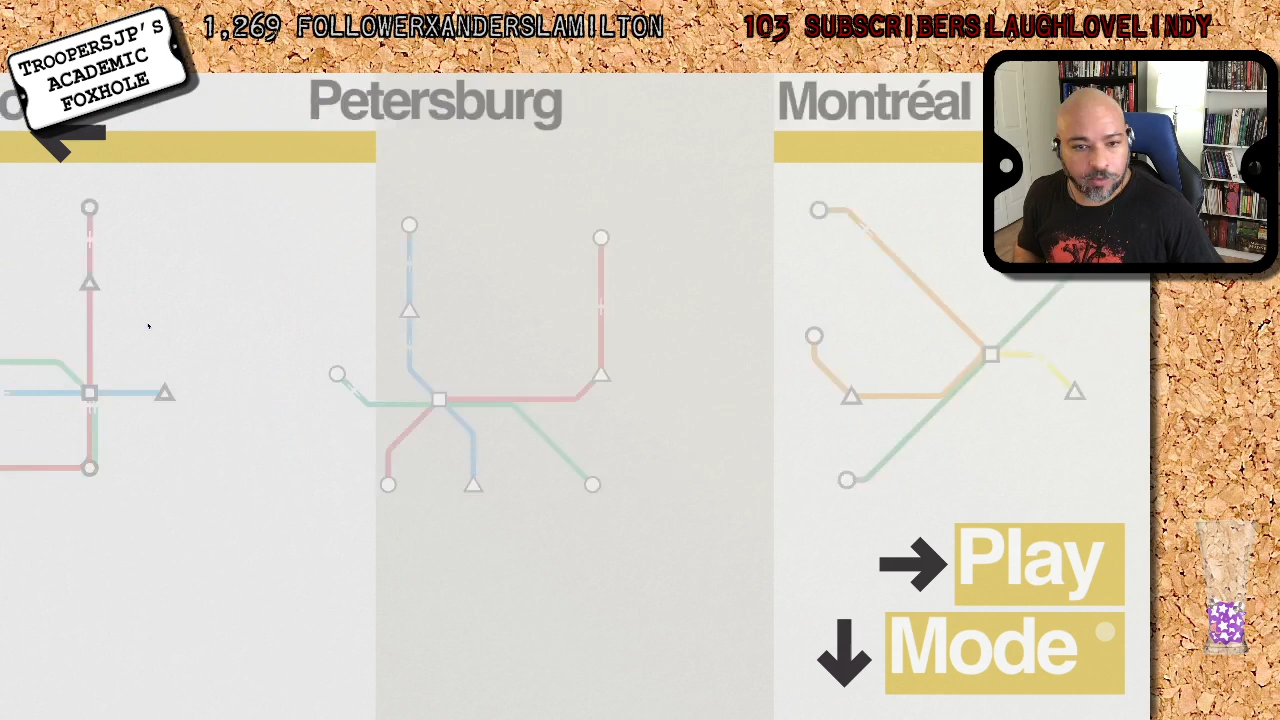 TROOPERSJP'S
ACADEMIC
FOXHOLE
1,269 FOLLOWERXANDERSLAMILTON
103 SUBSCRIBERS:LAUGHLOVELINDY
Petersburg
Montréal
Play
Mode